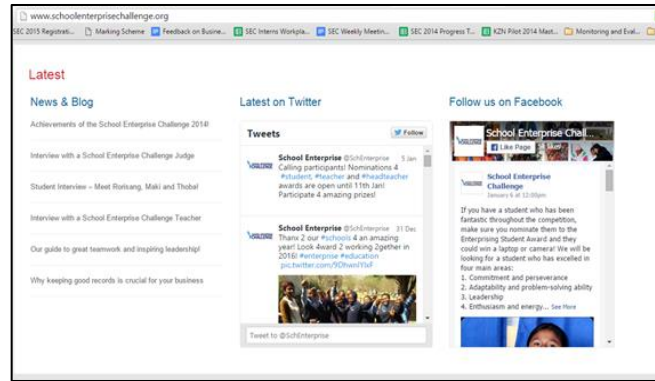 www.schoolenterprisechallenge.org
SEC 2015 Registrati... Marking Scheme Feedback on Busine... SEC Interns Workpla... SEC Weekly Meetin... SEC 2014 Progress T... KZN Pilot 2014 Mast... Monitoring and Eval...
Latest
News & Blog
Achievements of the School Enterprise Challenge 2014!
Interview with a School Enterprise Challenge Judge
Student Interview – Meet Rorisang, Maki and Thoba!
Interview with a School Enterprise Challenge Teacher
Our guide to great teamwork and inspiring leadership!
Why keeping good records is crucial for your business
Latest on Twitter
Tweets
Follow
School Enterprise @SchEnterprise 5 Jan
Calling participants! Nominations 4
#student, #teacher and #headteacher
awards are open until 11th Jan!
Participate 4 amazing prizes!
School Enterprise @SchEnterprise 31 Dec
Thanx 2 our #schools 4 an amazing
year! Look 4ward 2 working 2gether in
2016! #enterprise #education
Tweet to @SchEnterprise
Follow us on Facebook
School Enterprise Chall...
Like Page
School Enterprise
Challenge
January 6 at 12:00pm
If you have a student who has been
fantastic throughout the competition,
make sure you nominate them to the
Enterprising Student Award and they
could win a laptop or camera! We will be
looking for a student who has excelled in
four main areas:
1. Commitment and perseverance
2. Adaptability and problem-solving ability
3. Leadership
4. Enthusiasm and energy... See More